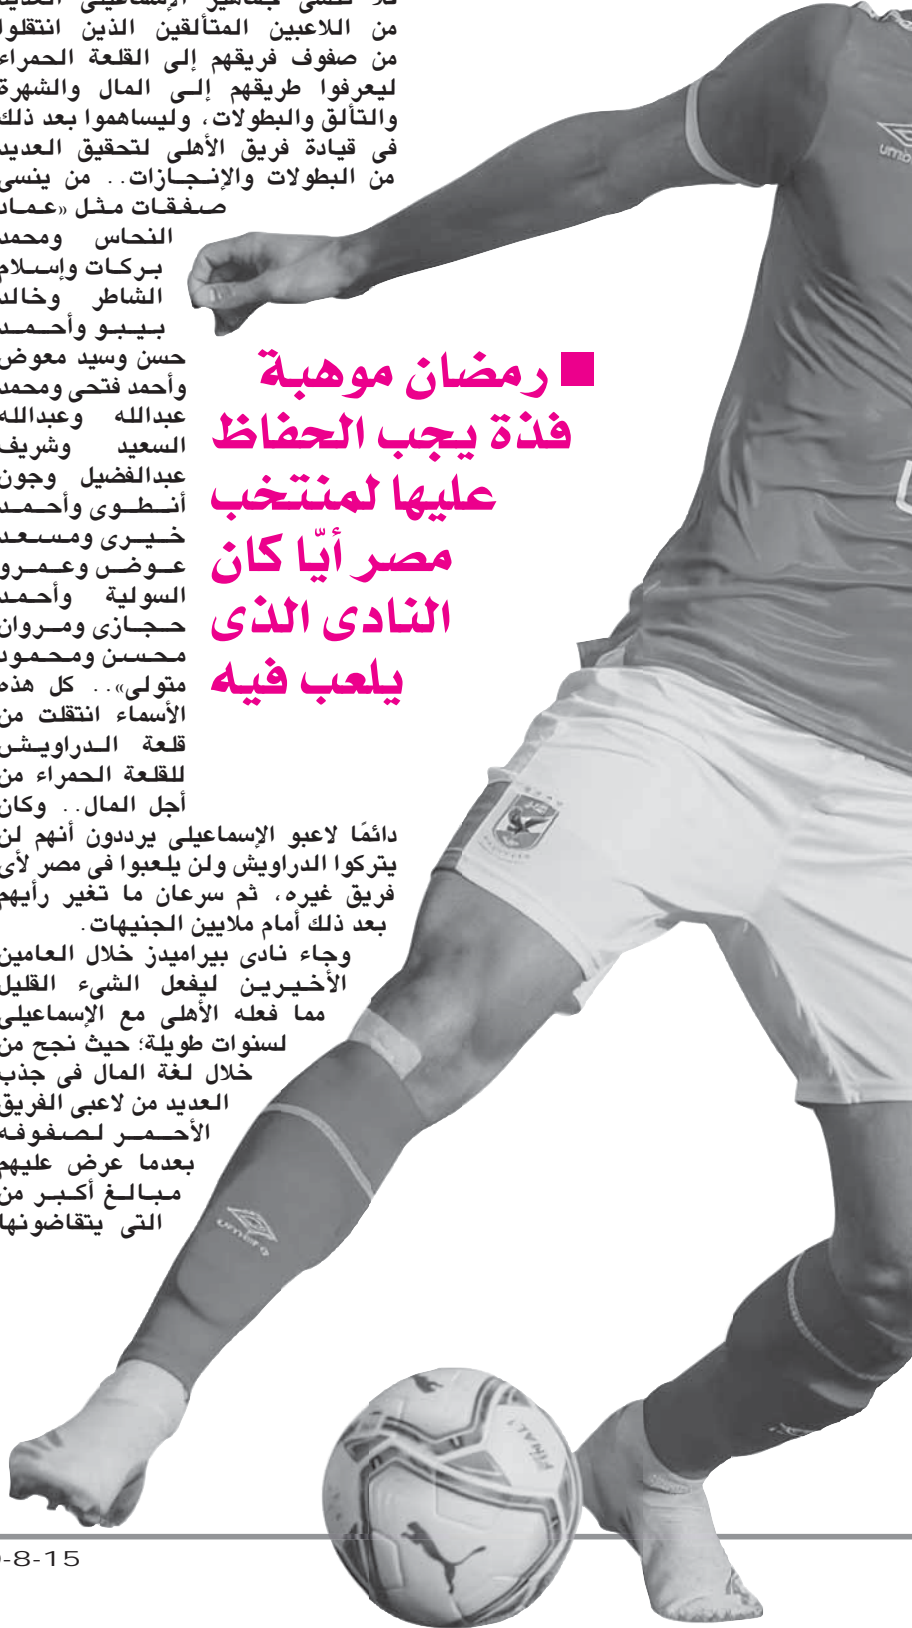 من اللاعبين المتألقين الذين انتقلوا
من صفوف فريقهم إلى القلعة الحمراء
ليعرفوا طريقهم إلى المال والشهرة
والتألق والبطولات، وليساهموا بعد ذلك
فى قيادة فريق الأهلى لتحقيق العديد
من البطولات والإنجازات.. من ينسى
صفقات مثل «عماد
النحاس ومحمد
بركات وإسلام
الشاطر وخالد
بيبو وأحمد
حسن وسيد معوض
وأحمد فتحى ومحمد
عبدالله وعبدالله
السعيد وشريف
عبدالفضيل وجون
أنطوى وأحمد
خيرى ومسعد
عوض وعمرو
السولية وأحمد
حجازى ومروان
محسن ومحمود
متولى».. كل هذه
الأسماء انتقلت من
قلعة الدراويش
للقلعة الحمراء من
أجل المال.. وكان
دائمًا لاعبو الإسماعيلى يرددون أنهم لن
يتركوا الدراويش ولن يلعبوا فى مصر لأى
فريق غيره، ثم سرعان ما تغير رأيهم
بعد ذلك أمام ملايين الجنيهات.
وجاء نادى بيراميدز خلال العامين
الأخيرين ليفعل الشىء القليل
مما فعله الأهلى مع الإسماعيلى
لسنوات طويلة؛ حيث نجح من
خلال لغة المال فى جذب
العديد من لاعبى الفريق
الأحمر لصفوفه
بعدما عرض عليهم
مبالغ أكبر من
التى يتقاضونها
■ رمضان موهبة
فذة يجب الحفاظ
عليها لمنتخب
مصر أيّا كان
النادى الذى
يلعب فيه
umbro
FINAL
-8-15